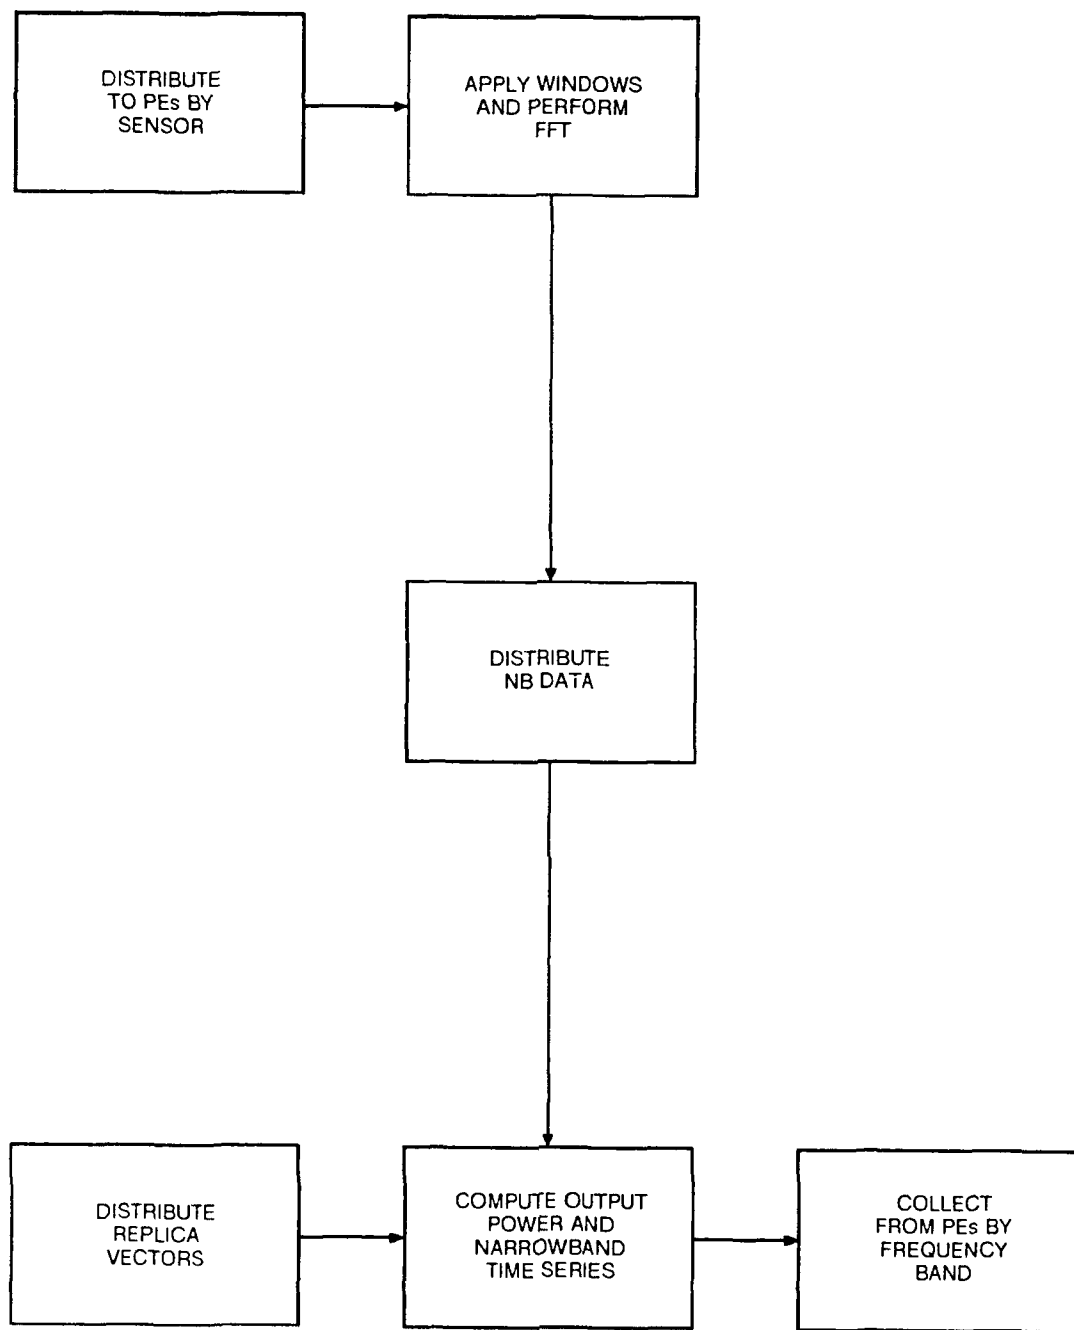 DISTRIBUTE
TO PEs BY
SENSOR
APPLY WINDOWS
AND PERFORM
FFT
DISTRIBUTE
NB DATA
DISTRIBUTE
REPLICA
VECTORS
COMPUTE OUTPUT
POWER AND
NARROWBAND
TIME SERIES
COLLECT
FROM PEs BY
FREQUENCY
BAND